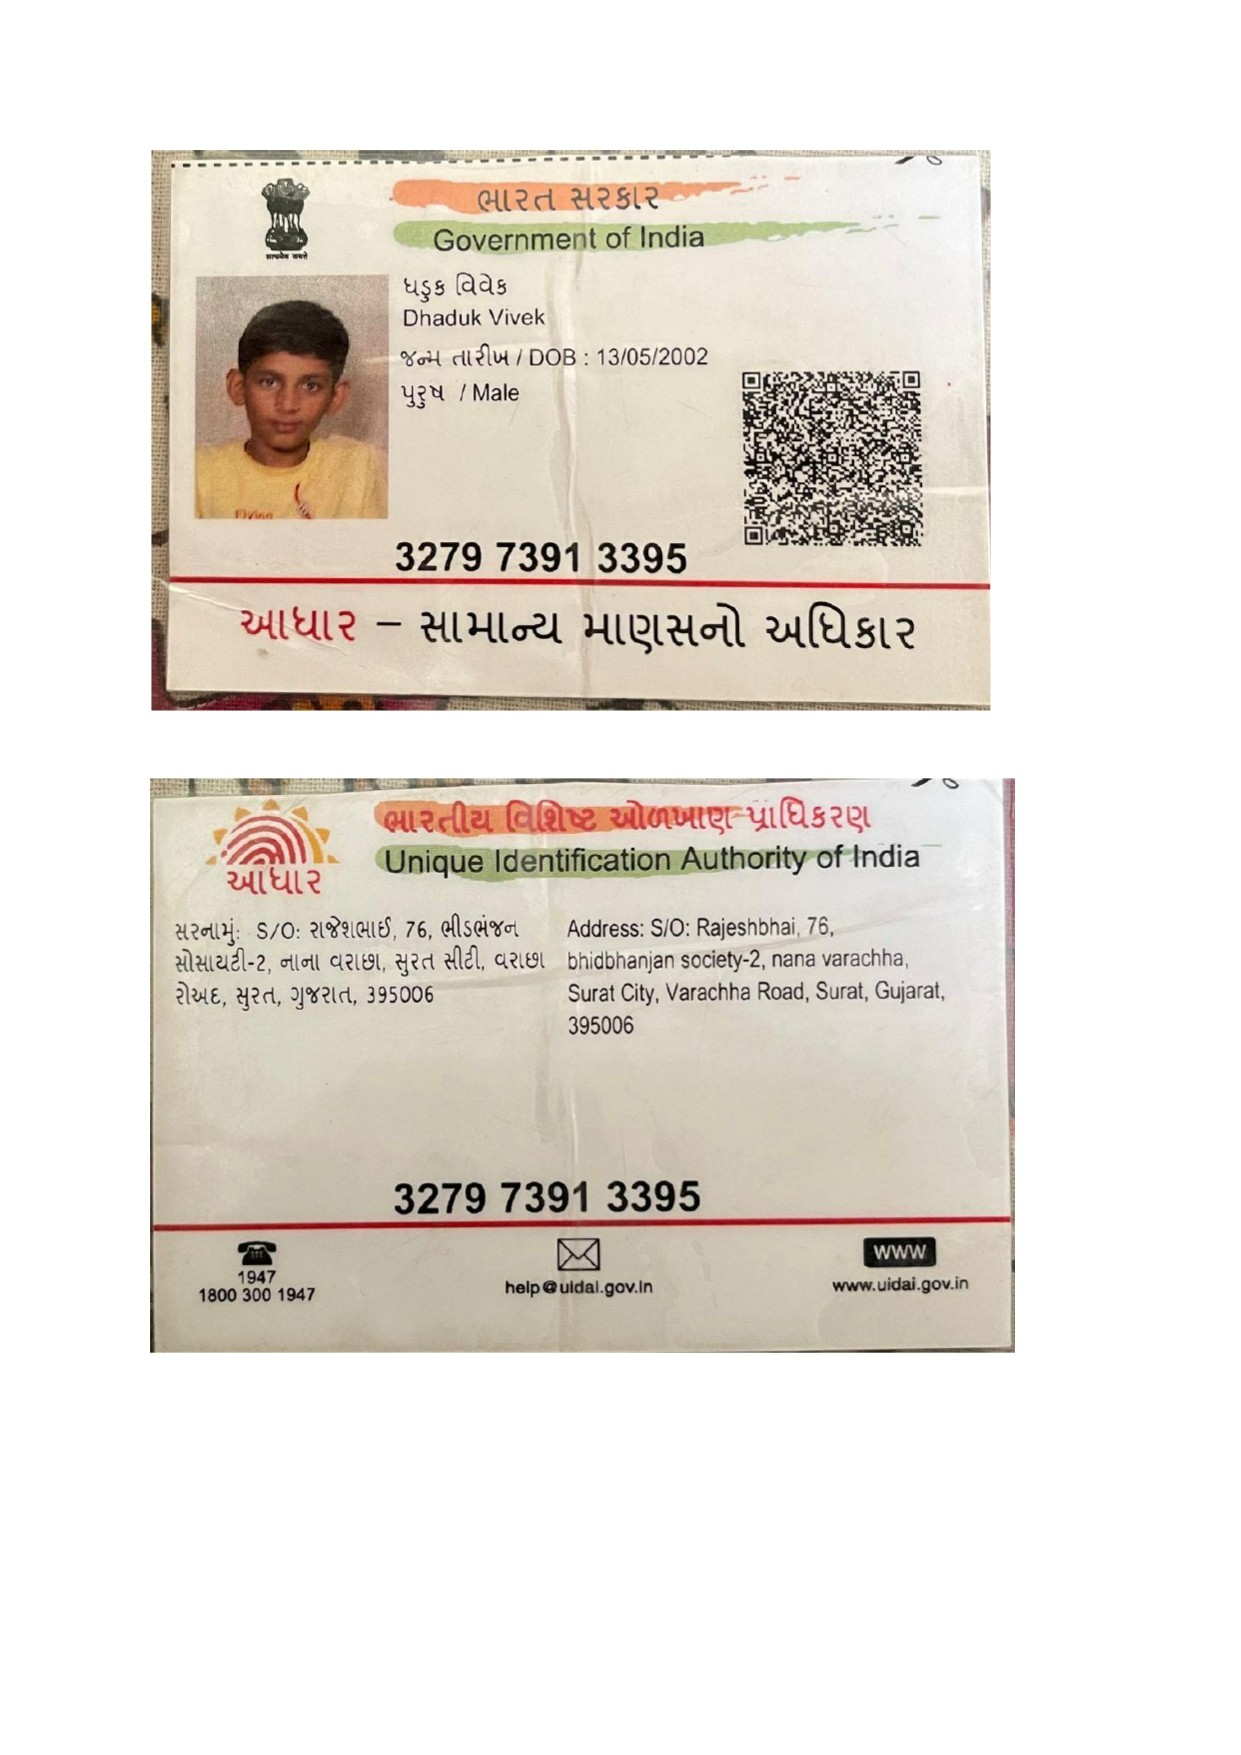 ભારત સરકાર
Government of India
सत्यमेव जयते
ધડુક વિવેક
Dhaduk Vivek
જન્મ તારીખ / DOB : 13/05/2002
પુરુષ / Male
3279 7391 3395
આધાર – સામાન્ય માણસનો અધિકાર
ભારતીય વિશિષ્ટ ઓળખાણ પ્રાધિકરણ
Unique Identification Authority of India
આધાર
સરનામું: S/O: રાજેશભાઈ, 76, ભીડભંજન
સોસાયટી-2, નાના વરાછા, સુરત સીટી, વરાછા
રોઅદ, સુરત, ગુજરાત, 395006
Address: S/O: Rajeshbhai, 76,
bhidbhanjan society-2, nana varachha,
Surat City, Varachha Road, Surat, Gujarat,
395006
3279 7391 3395
1947
1800 300 1947
help@uidai.gov.in
www
www.uidai.gov.in